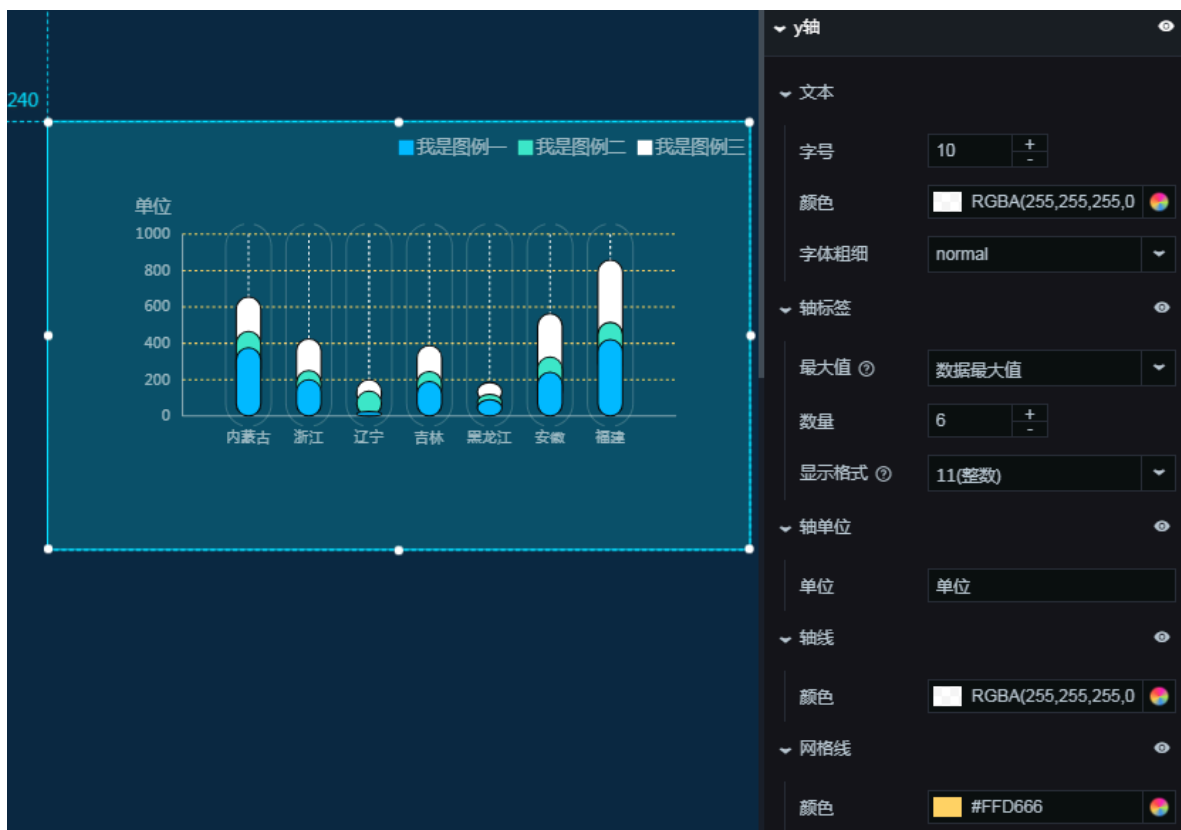 240
我是图例一 我是图例二 我是图例三
单位
1000
800
600
400
200
0
内蒙古 浙江 辽宁 吉林 黑龙江 安徽 福建
y轴
文本
字号 10 + -
颜色 RGBA(255,255,255,0
字体粗细 normal
轴标签
最大值 ? 数据最大值
数量 6 + -
显示格式 ? 11(整数)
轴单位
单位 单位
轴线
颜色 RGBA(255,255,255,0
网格线
颜色 #FFD666